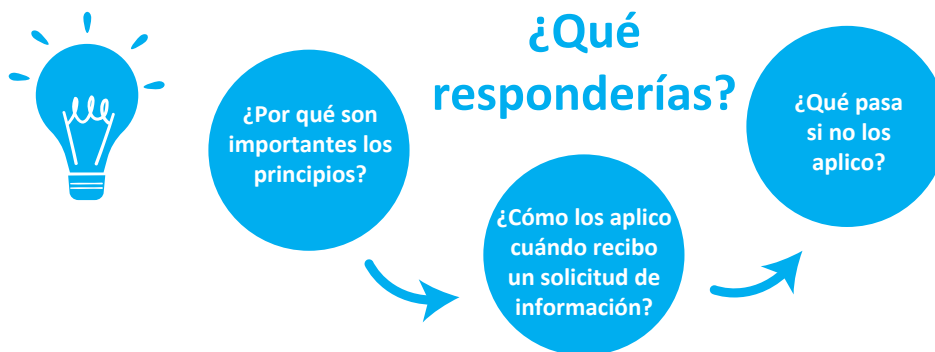 ¿Qué
responderías?
¿Por qué son
importantes los
principios?
¿Cómo los aplico
cuándo recibo
un solicitud de
información?
¿Qué pasa
si no los
aplico?